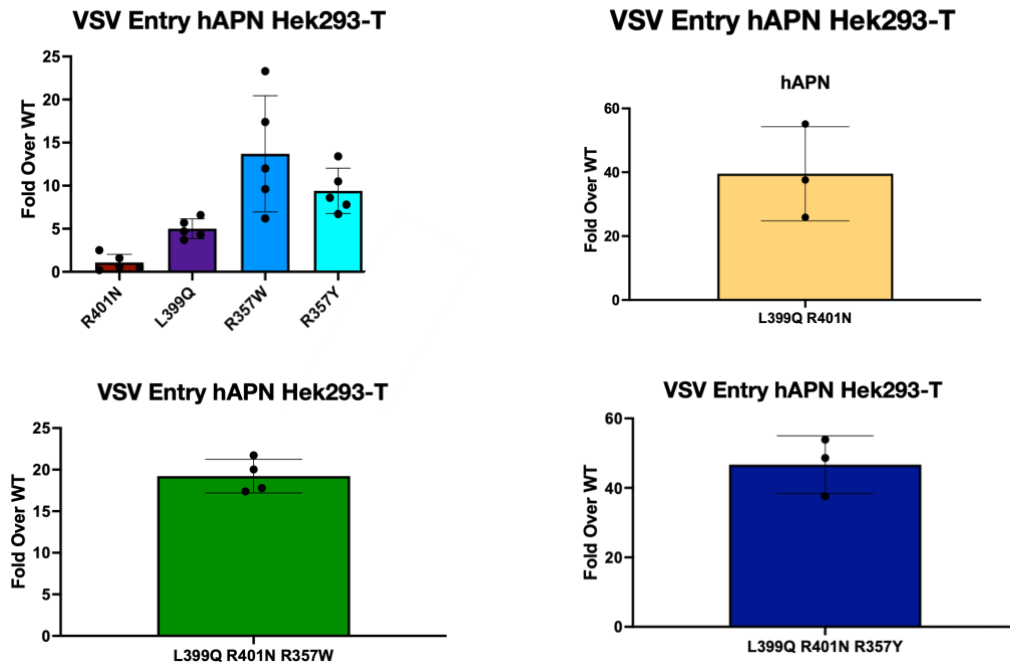 VSV Entry hAPN Hek293-T
Fold Over WT
25
20
15
10
5
0
R401N
L399Q
R357W
R357Y
VSV Entry hAPN Hek293-T
hAPN
Fold Over WT
60
40
20
0
L399Q R401N
VSV Entry hAPN Hek293-T
Fold Over WT
25
20
15
10
5
0
L399Q R401N R357W
VSV Entry hAPN Hek293-T
Fold Over WT
60
40
20
0
L399Q R401N R357Y